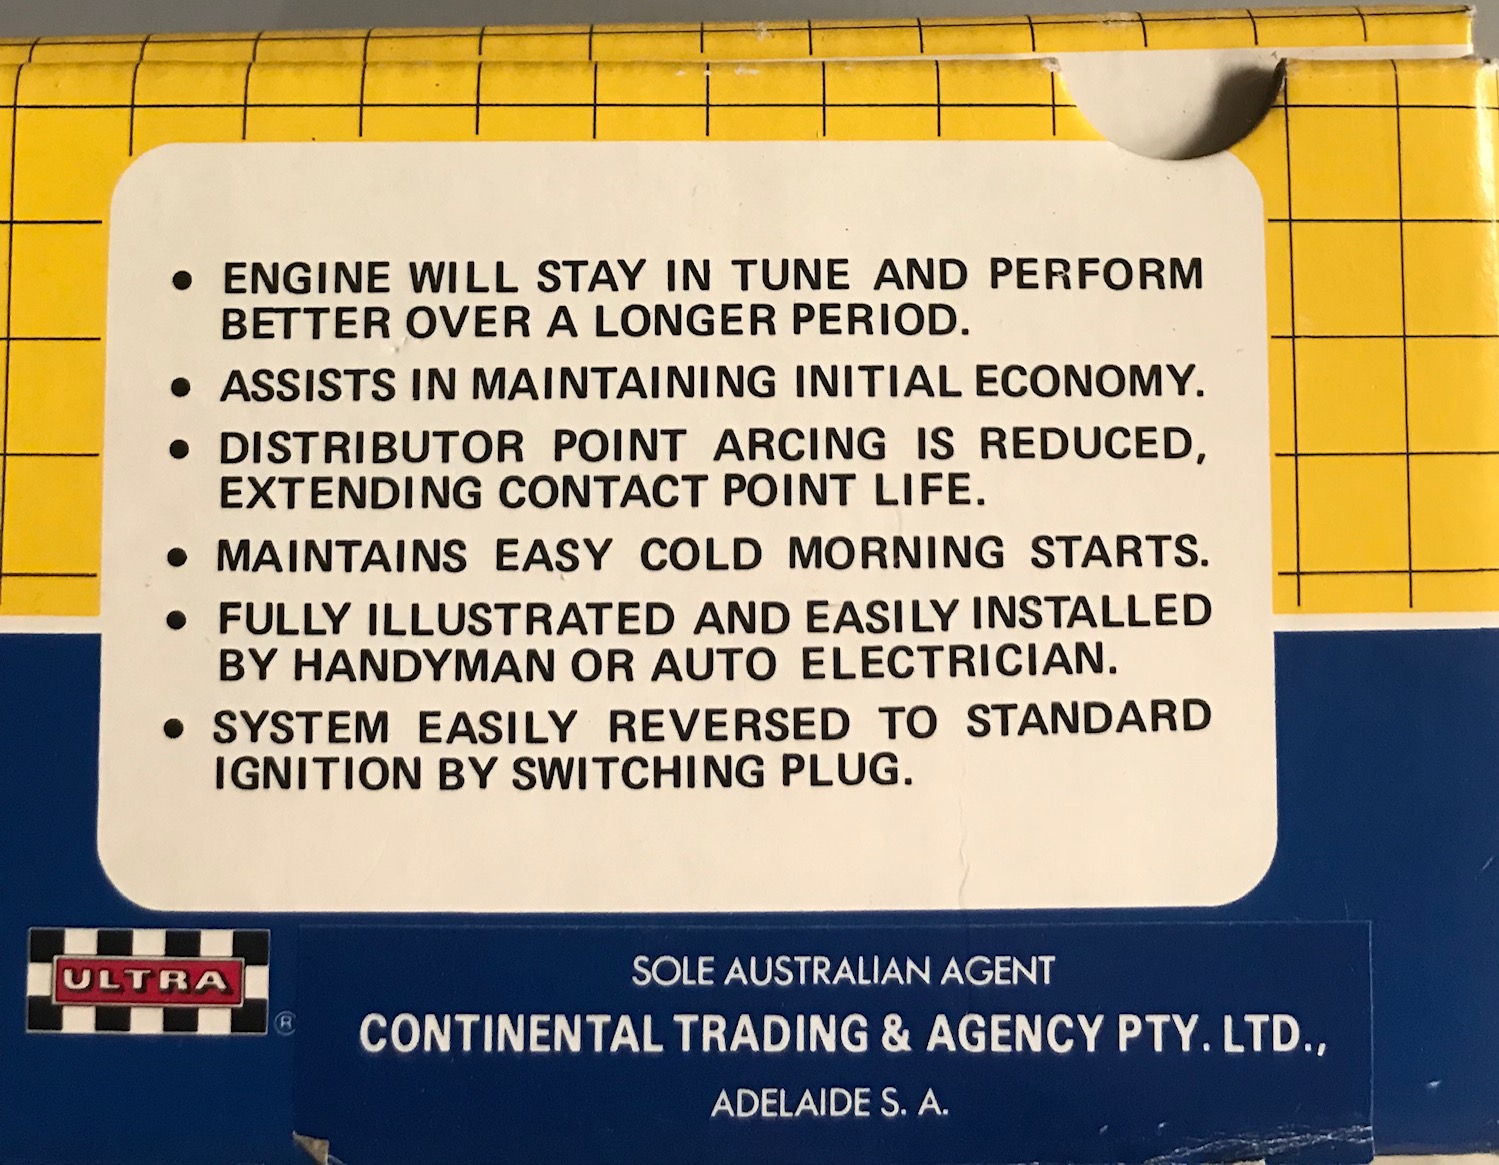 • ENGINE WILL STAY IN TUNE AND PERFORM
BETTER OVER A LONGER PERIOD.
• ASSISTS IN MAINTAINING INITIAL ECONOMY.
• DISTRIBUTOR POINT ARCING IS REDUCED,
EXTENDING CONTACT POINT LIFE.
• MAINTAINS EASY COLD MORNING STARTS.
• FULLY ILLUSTRATED AND EASILY INSTALLED
BY HANDYMAN OR AUTO ELECTRICIAN.
• SYSTEM EASILY REVERSED TO STANDARD
IGNITION BY SWITCHING PLUG.
ULTRA ®
SOLE AUSTRALIAN AGENT
CONTINENTAL TRADING & AGENCY PTY. LTD.,
ADELAIDE S. A.